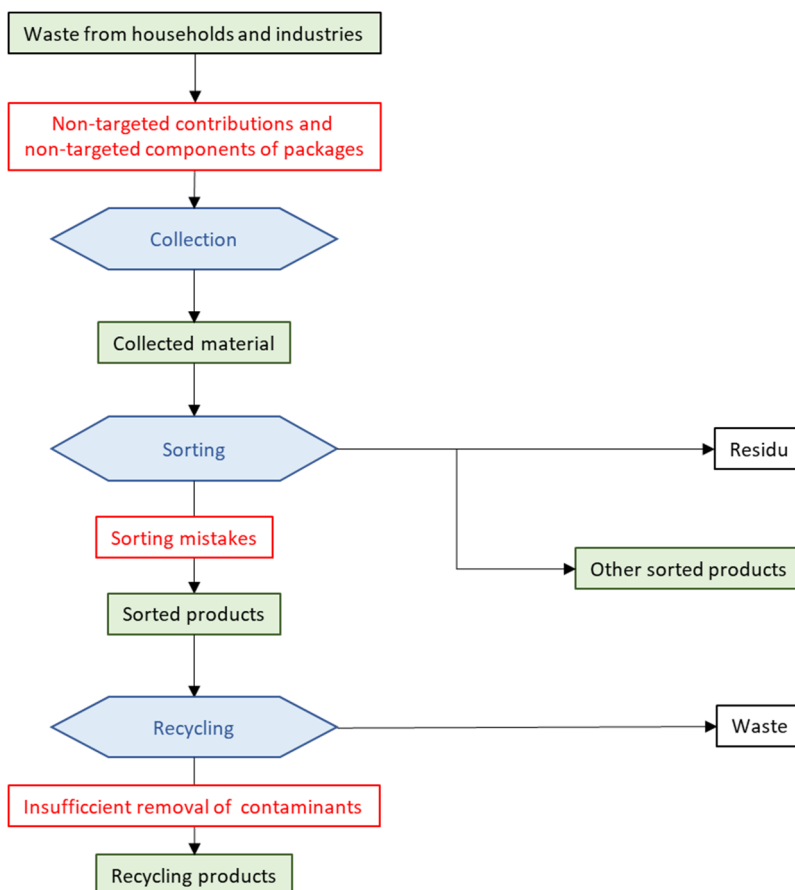 Waste from households and industries
Non-targeted contributions and
non-targeted components of packages
Collection
Collected material
Sorting
Residu
Sorting mistakes
Other sorted products
Sorted products
Recycling
Waste
Insufficcient removal of contaminants
Recycling products